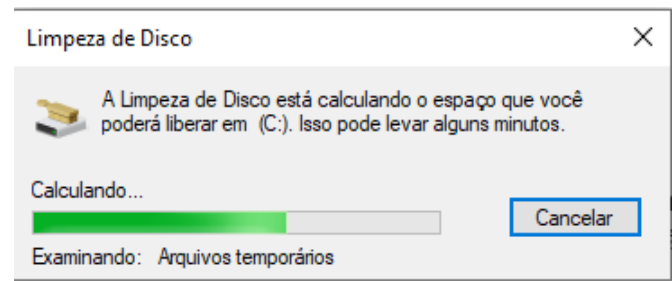 Limpeza de Disco
A Limpeza de Disco está calculando o espaço que você
poderá liberar em  (C:). Isso pode levar alguns minutos.
Calculando...
Cancelar
Examinando:   Arquivos temporários